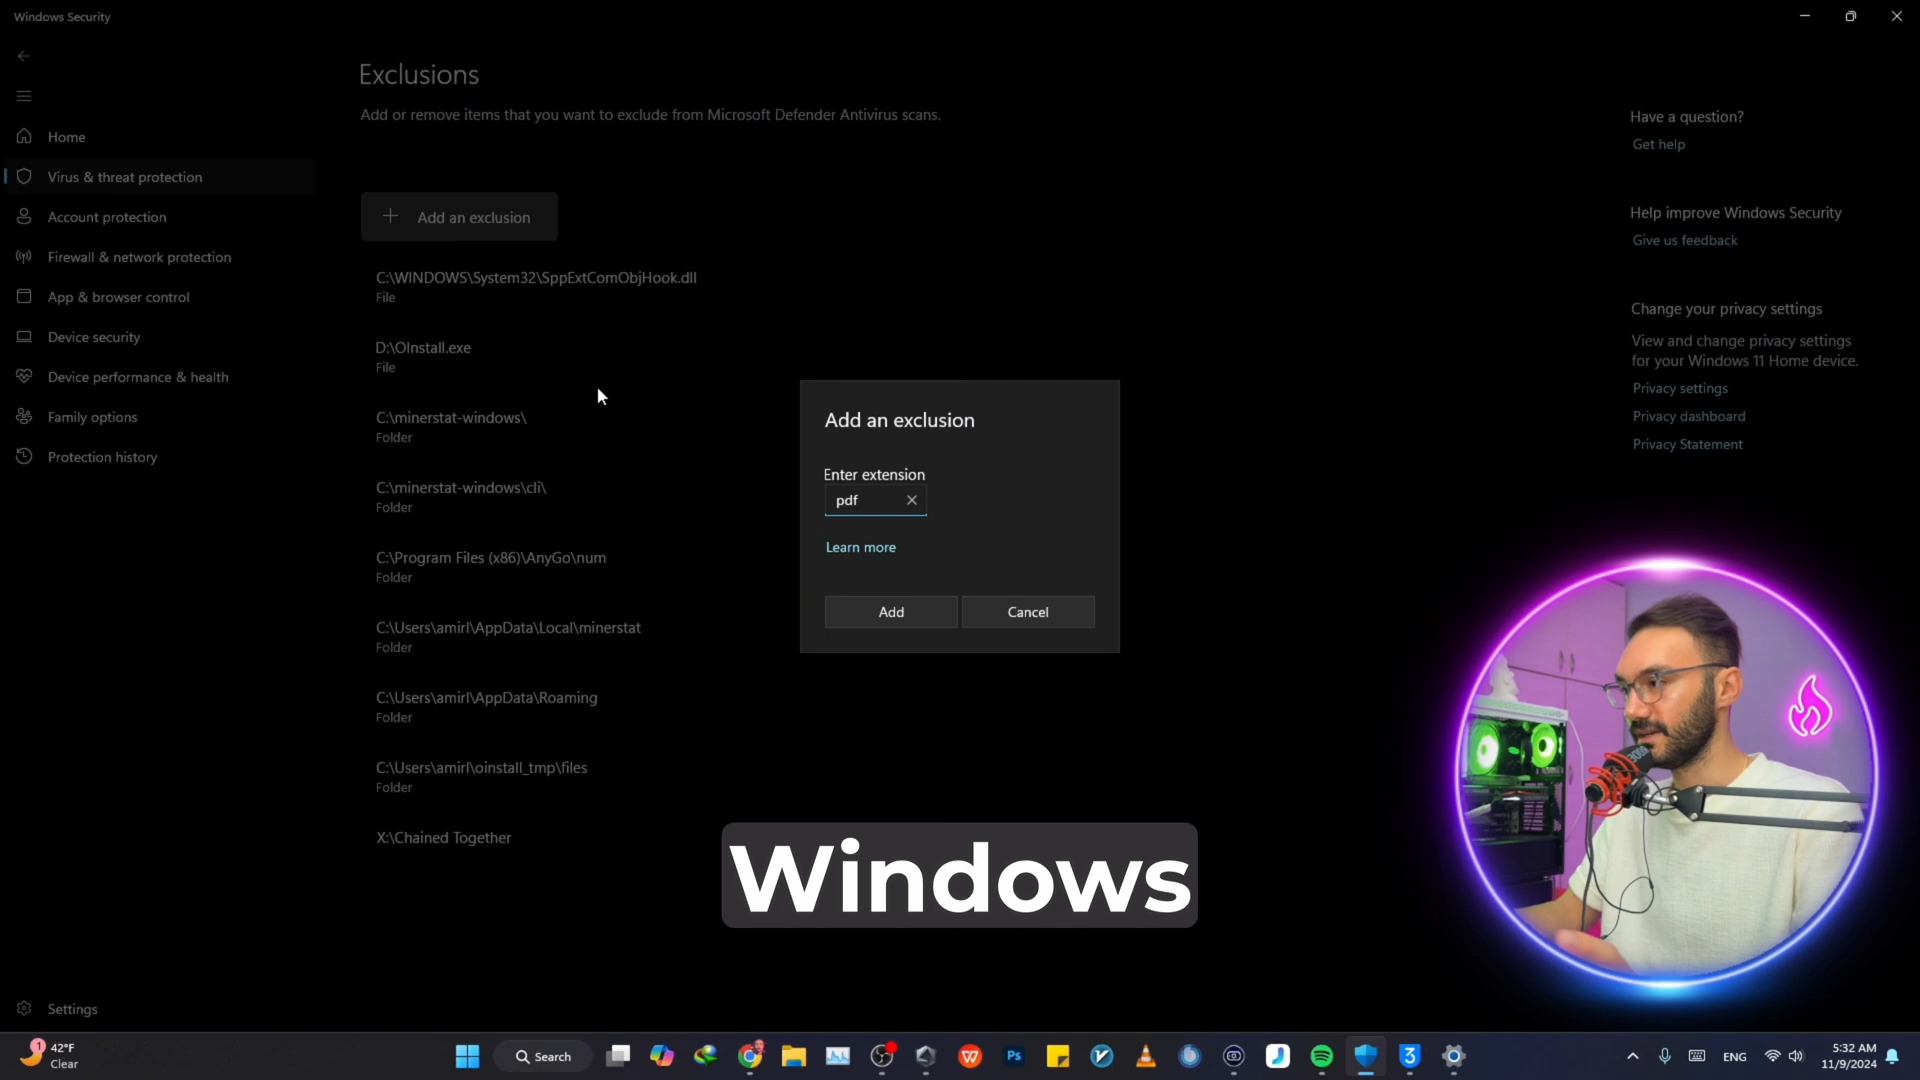 Windows Security
Home
Virus & threat protection
Account protection
Firewall & network protection
App & browser control
Device security
Device performance & health
Family options
Protection history
Settings
Exclusions
Add or remove items that you want to exclude from Microsoft Defender Antivirus scans.
Add an exclusion
C:\WINDOWS\System32\SppExtComObjHook.dll
File
D:\OInstall.exe
File
C:\minerstat-windows\
Folder
C:\minerstat-windows\cli\
Folder
C:\Program Files (x86)\AnyGo\num
Folder
C:\Users\amirl\AppData\Local\minerstat
Folder
C:\Users\amirl\AppData\Roaming
Folder
C:\Users\amirl\oinstall_tmp\files
Folder
X:\Chained Together
Add an exclusion
Enter extension
pdf
Learn more
Add
Cancel
Have a question?
Get help
Help improve Windows Security
Give us feedback
Change your privacy settings
View and change privacy settings
for your Windows 11 Home device.
Privacy settings
Privacy dashboard
Privacy Statement
Windows
1
42°F
Clear
Search
Ps
3
ENG
5:32 AM
11/9/2024